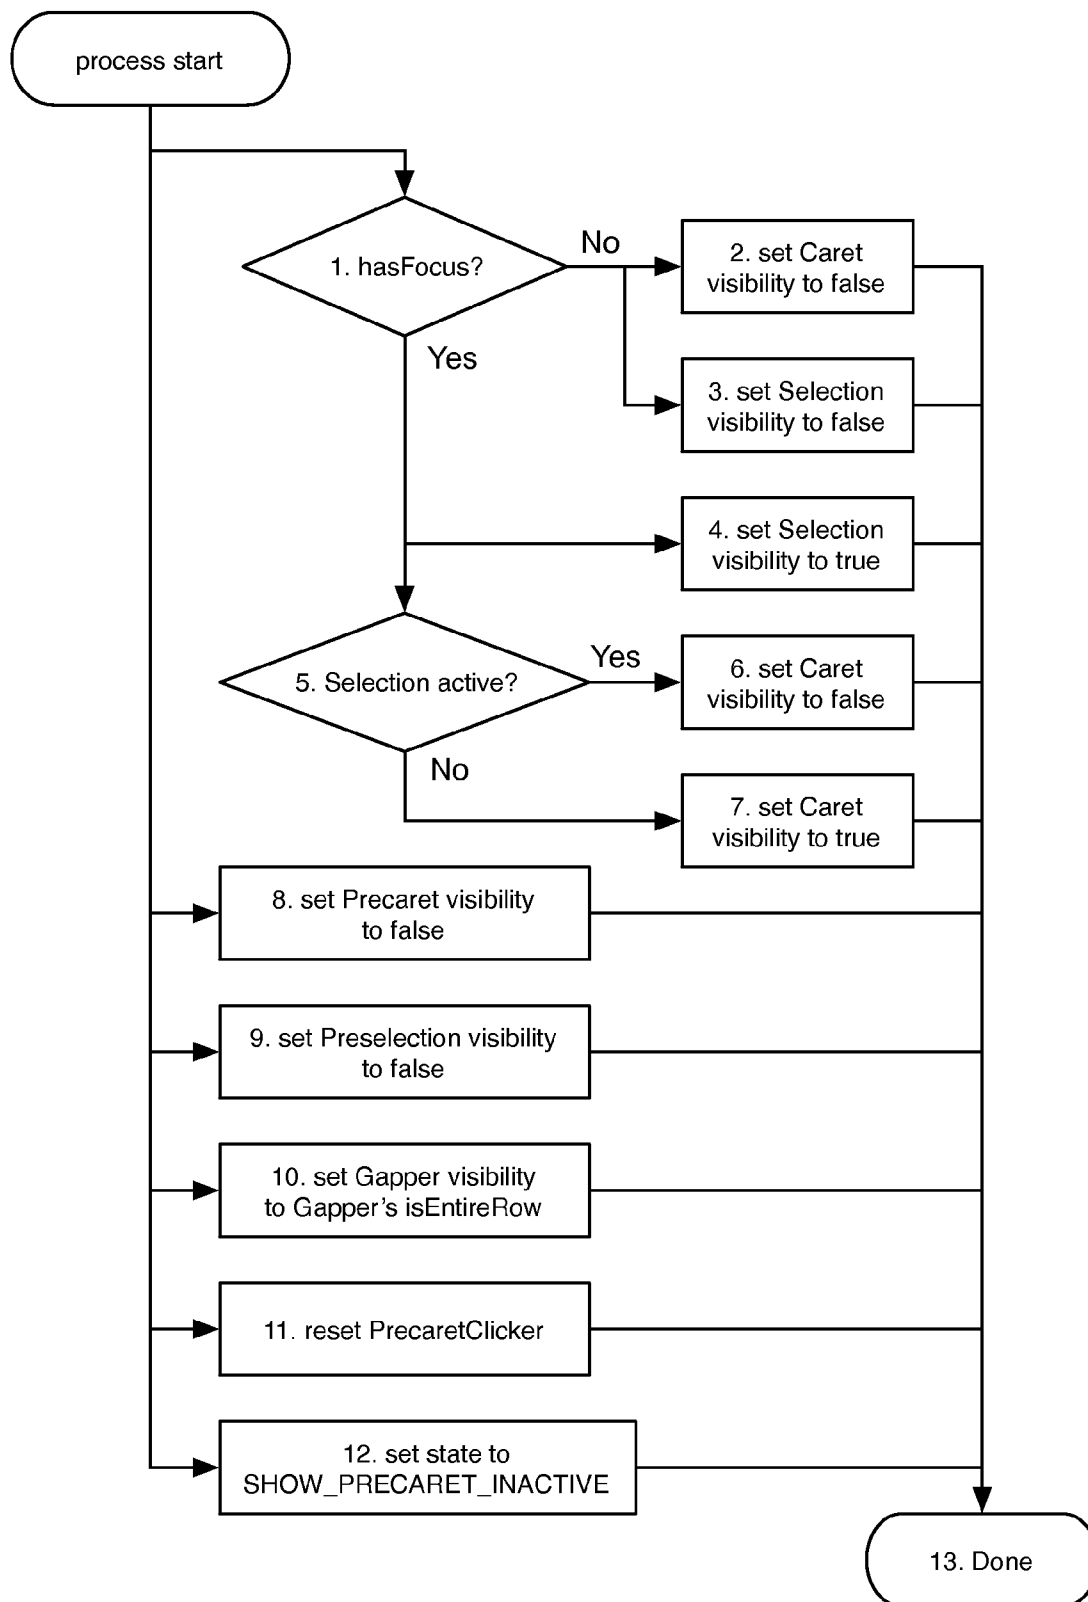 process start
1. hasFocus?
No
Yes
2. set Caret
visibility to false
3. set Selection
visibility to false
4. set Selection
visibility to true
5. Selection active?
Yes
No
6. set Caret
visibility to false
7. set Caret
visibility to true
8. set Precaret visibility
to false
9. set Preselection visibility
to false
10. set Gapper visibility
to Gapper’s isEntireRow
11. reset PrecaretClicker
12. set state to
SHOW_PRECARET_INACTIVE
13. Done